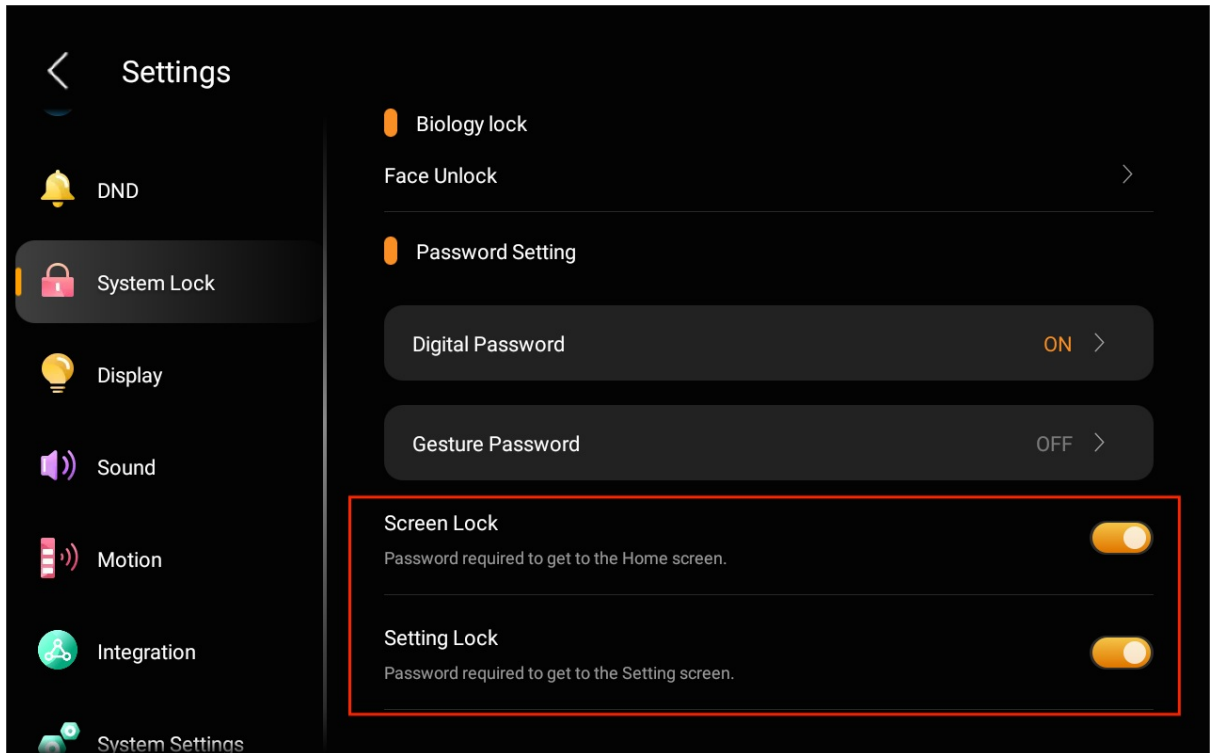 Settings
DND
System Lock
Display
Sound
Motion
Integration
System Settings
Biology lock
Face Unlock
Password Setting
Digital Password ON
Gesture Password OFF
Screen Lock
Password required to get to the Home screen.
Setting Lock
Password required to get to the Setting screen.